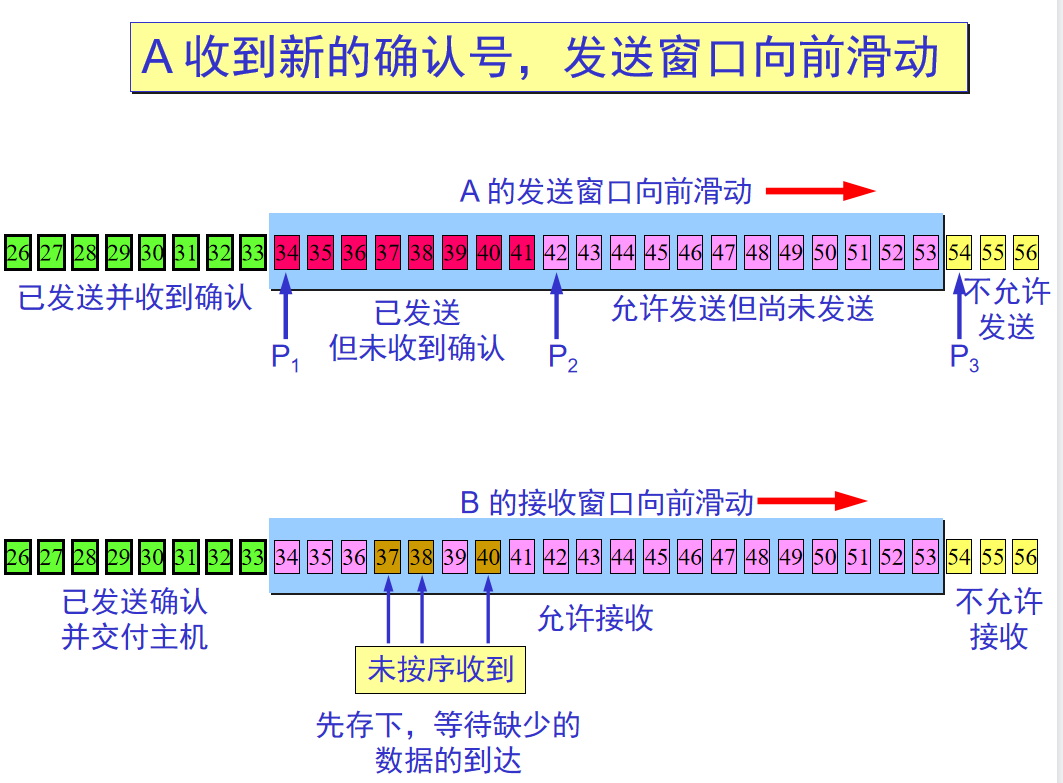 A 收到新的确认号，发送窗口向前滑动
A 的发送窗口向前滑动
26 27 28 29 30 31 32 33 34 35 36 37 38 39 40 41 42 43 44 45 46 47 48 49 50 51 52 53 54 55 56
已发送并收到确认
已发送
但未收到确认
允许发送但尚未发送
不允许
发送
P1
P2
P3
B 的接收窗口向前滑动
26 27 28 29 30 31 32 33 34 35 36 37 38 39 40 41 42 43 44 45 46 47 48 49 50 51 52 53 54 55 56
已发送确认
并交付主机
允许接收
不允许
接收
未按序收到
先存下，等待缺少的
数据的到达